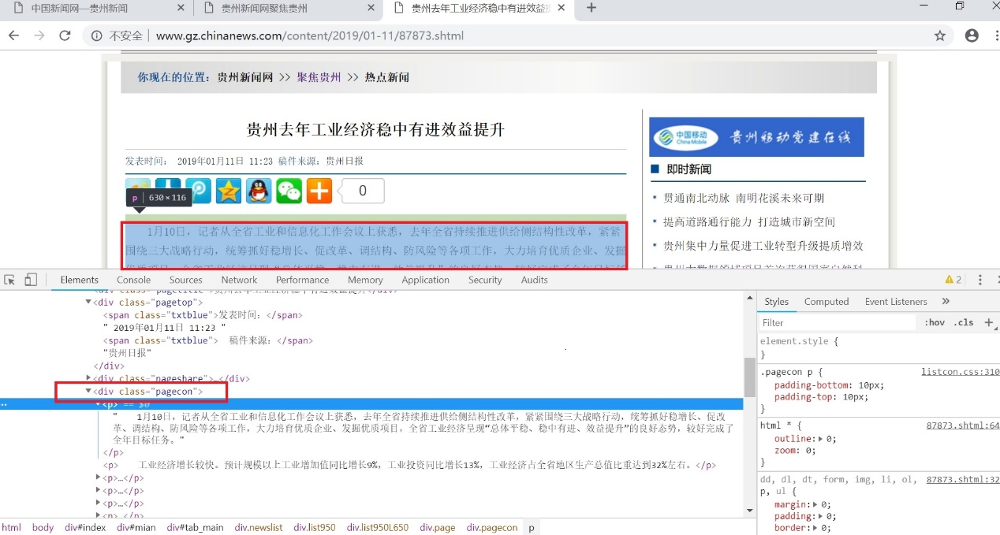 中国新闻网—贵州新闻
贵州新闻网聚焦贵州
贵州去年工业经济稳中有进效益提
不安全 | www.gz.chinanews.com/content/2019/01-11/87873.shtml
你现在的位置：贵州新闻网 >> 聚焦贵州 >> 热点新闻
贵州去年工业经济稳中有进效益提升
发表时间： 2019年01月11日 11:23 稿件来源：贵州日报
0
p | 630×116
1月10日，记者从全省工业和信息化工作会议上获悉，去年全省持续推进供给侧结构性改革，紧紧
围绕三大战略行动，统筹抓好稳增长、促改革、调结构、防风险等各项工作，大力培育优质企业、发掘
中国移动
China Mobile
贵州移动党建在线
即时新闻
贯通南北动脉 南明花溪未来可期
提高道路通行能力 打造城市新空间
贵州集中力量促进工业转型升级提质增效
Elements Console Sources Network Performance Memory Application Security Audits
2
<div class="pagetitle">贵州去年工业经济稳中有进效益提升</div>
<div class="pagetop">
<span class="txtblue">发表时间：</span>
" 2019年01月11日 11:23 "
<span class="txtblue"> 稿件来源：</span>
"贵州日报"
</div>
<div class="pageshare">…</div>
<div class="pagecon">
… <p> == $0
" 1月10日，记者从全省工业和信息化工作会议上获悉，去年全省持续推进供给侧结构性改革，紧紧围绕三大战略行动，统筹抓好稳增长、促改
革、调结构、防风险等各项工作，大力培育优质企业、发掘优质项目，全省工业经济呈现“总体平稳、稳中有进、效益提升”的良好态势，较好完成了
全年目标任务。"
</p>
<p> 工业经济增长较快。预计规模以上工业增加值同比增长9%，工业投资同比增长13%，工业经济占全省地区生产总值比重达到32%左右。</p>
<p>…</p>
<p>…</p>
<p>…</p>
<p>…</p>
html body div#index div#mian div#tab_main div.newslist div.list950 div.list950L650 div.page div.pagecon p
Styles Computed Event Listeners »
Filter :hov .cls +
element.style {
}
.pagecon p { listcon.css:310
padding-bottom: 10px;
padding-top: 10px;
}
html * { 87873.shtml:64
outline: 0;
zoom: 0;
}
dd, dl, dt, form, img, li, ol, 87873.shtml:32
p, ul {
margin: 0;
padding: 0;
border: 0;